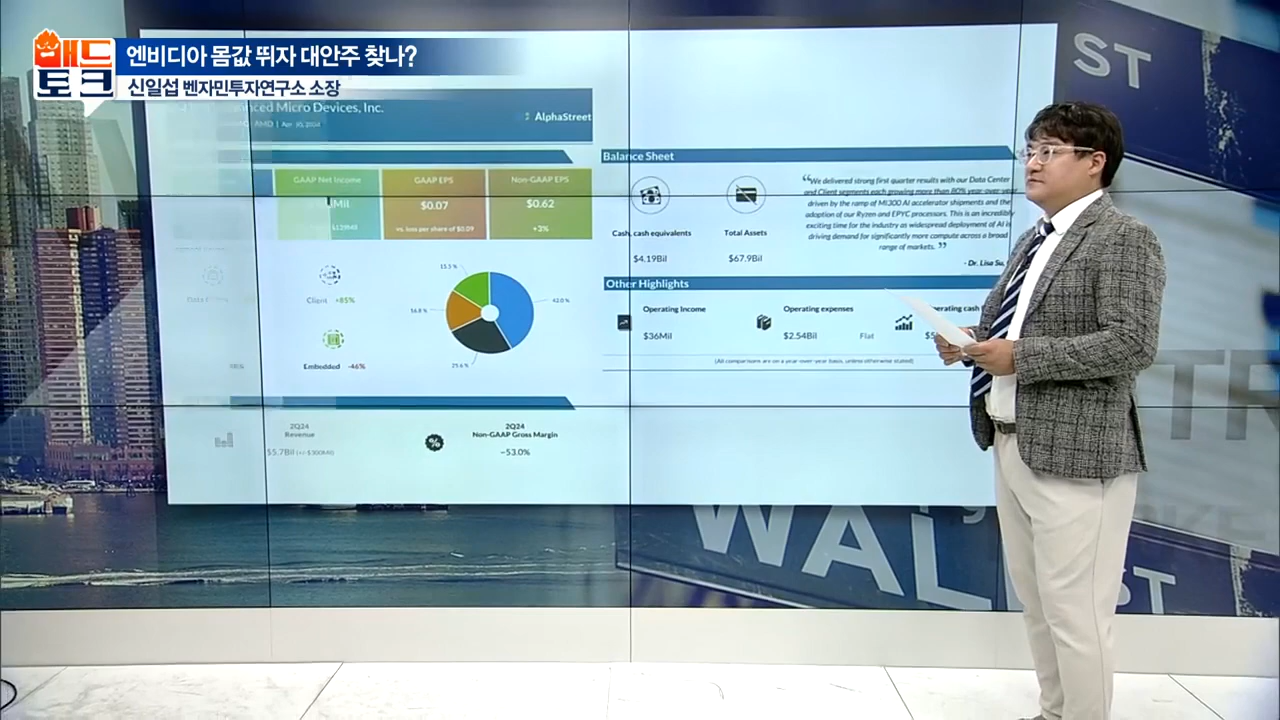 매드
토크
엔비디아 몸값 뛰자 대안주 찾나?
신일섭 벤자민투자연구소 소장
Micro Devices, Inc.
AMD | Apr 30, 2024
AlphaStreet
GAAP Net Income
GAAP EPS
$0.07
vs. loss per share of $0.09
Non-GAAP EPS
$0.62
+3%
Client +85%
Embedded -46%
15.5 %
42.0 %
16.8 %
25.6 %
2Q24
Revenue
$5.7Bil (+/-$300Mil)
2Q24
Non-GAAP Gross Margin
~53.0%
Balance Sheet
Cash, cash equivalents
$4.19Bil
Total Assets
$67.9Bil
“We delivered strong first quarter results with our Data Center
and Client segments each growing more than 80% year-over-year
driven by the ramp of MI300 AI accelerator shipments and the
adoption of our Ryzen and EPYC processors. This is an incredibly
exciting time for the industry as widespread deployment of AI is
driving demand for significantly more compute across a broad
range of markets. ”
- Dr. Lisa Su,
Other Highlights
Operating Income
$36Mil
Operating expenses
$2.54Bil Flat
operating cash
(All comparisons are on a year-over-year basis, unless otherwise stated)
ST
WALL
ST